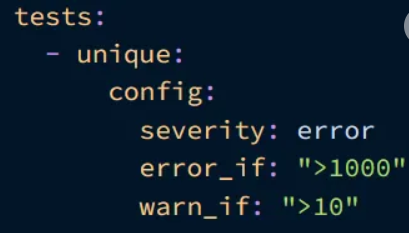 tests:
- unique:
config:
severity: error
error_if: ">1000"
warn_if: ">10"